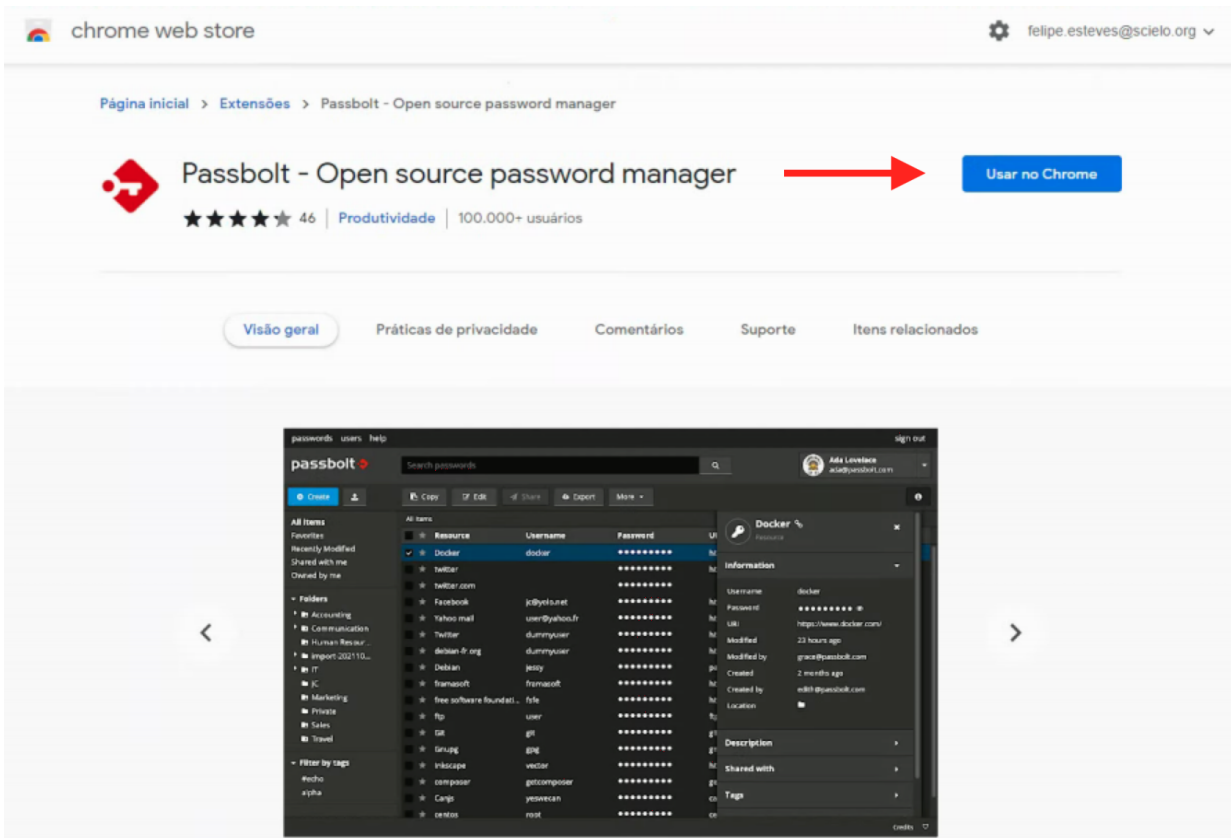 chrome web store
felipe.esteves@scielo.org
Página inicial > Extensões > Passbolt - Open source password manager
Passbolt - Open source password manager
Usar no Chrome
46 | Produtividade | 100.000+ usuários
Visão geral Práticas de privacidade Comentários Suporte Itens relacionados
passwords users help sign out
passbolt Search passwords Ada Lovelace
ada@passbolt.com
Create Copy Edit Share Export More
All items
Favorites
Recently Modified
Shared with me
Owned by me
Folders
Accounting
Communication
Human Resour...
import-202110...
IT
JC
Marketing
Private
Sales
Travel
Filter by tags
#echo
alpha
All items
Resource Username Password
Docker docker
twitter
twitter.com
Facebook jc@yelo.net
Yahoo mail user@yahoo.fr
Twitter dummyuser
debian-fr.org dummyuser
Debian jessy
framasoft framasoft
free software foundati... fsfe
ftp user
Git git
Gnupg gpg
Inkscape vector
composer getcomposer
Canjs yeswecan
centos root
Docker
Resource
Information
Username docker
Password
URI https://www.docker.com/
Modified 23 hours ago
Modified by grace@passbolt.com
Created 2 months ago
Created by edith@passbolt.com
Location
Description
Shared with
Tags
Credits